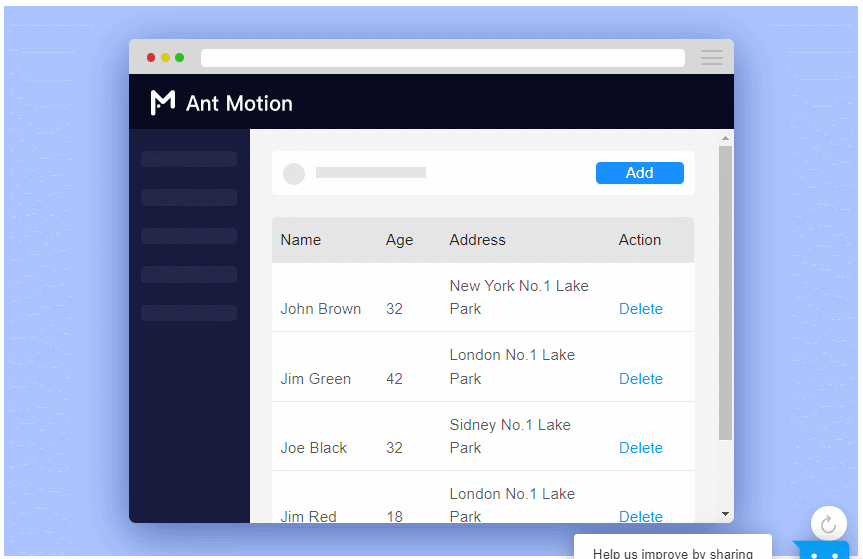 Ant Motion
Add
Name Age Address Action
New York No.1 Lake
John Brown 32 Park Delete
London No.1 Lake
Jim Green 42 Park Delete
Sidney No.1 Lake
Joe Black 32 Park Delete
London No.1 Lake
Jim Red 18 Park Delete
Help us improve by sharing